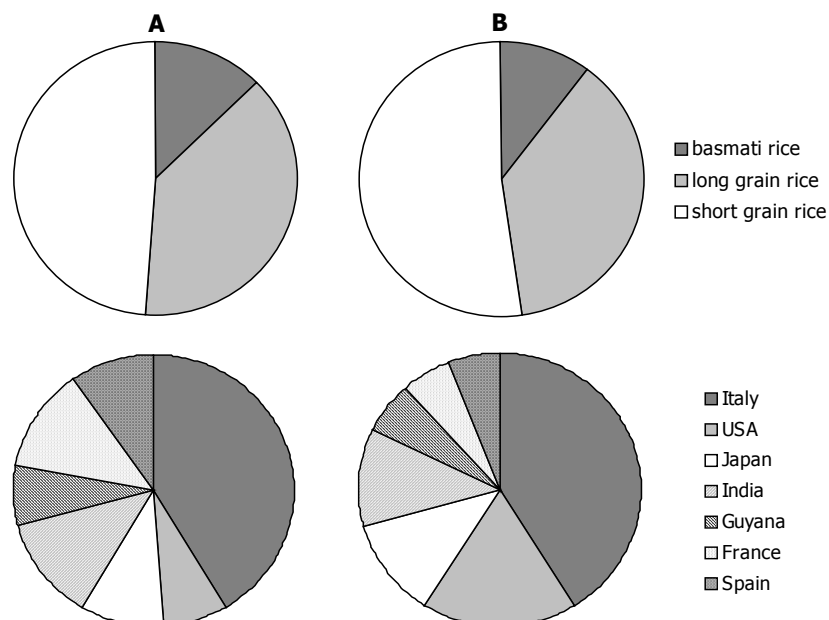 A
B
basmati rice
long grain rice
short grain rice
Italy
USA
Japan
India
Guyana
France
Spain